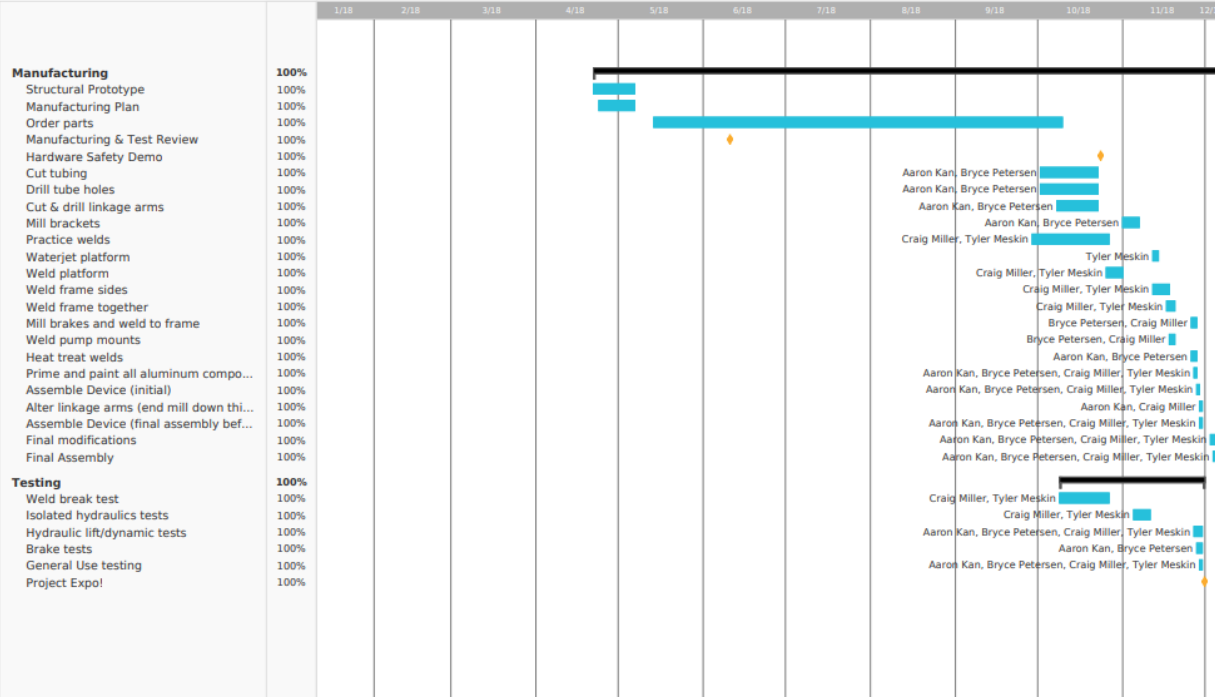 1/18 2/18 3/18 4/18 5/18 6/18 7/18 8/18 9/18 10/18 11/18 12/
Manufacturing 100%
Structural Prototype 100%
Manufacturing Plan 100%
Order parts 100%
Manufacturing & Test Review 100%
Hardware Safety Demo 100%
Cut tubing 100% Aaron Kan, Bryce Petersen
Drill tube holes 100% Aaron Kan, Bryce Petersen
Cut & drill linkage arms 100% Aaron Kan, Bryce Petersen
Mill brackets 100% Aaron Kan, Bryce Petersen
Practice welds 100% Craig Miller, Tyler Meskin
Waterjet platform 100% Tyler Meskin
Weld platform 100% Craig Miller, Tyler Meskin
Weld frame sides 100% Craig Miller, Tyler Meskin
Weld frame together 100% Craig Miller, Tyler Meskin
Mill brakes and weld to frame 100% Bryce Petersen, Craig Miller
Weld pump mounts 100% Bryce Petersen, Craig Miller
Heat treat welds 100% Aaron Kan, Bryce Petersen
Prime and paint all aluminum compo... 100% Aaron Kan, Bryce Petersen, Craig Miller, Tyler Meskin
Assemble Device (initial) 100% Aaron Kan, Bryce Petersen, Craig Miller, Tyler Meskin
Alter linkage arms (end mill down thi... 100% Aaron Kan, Craig Miller
Assemble Device (final assembly bef... 100% Aaron Kan, Bryce Petersen, Craig Miller, Tyler Meskin
Final modifications 100% Aaron Kan, Bryce Petersen, Craig Miller, Tyler Meskin
Final Assembly 100% Aaron Kan, Bryce Petersen, Craig Miller, Tyler Meskin
Testing 100%
Weld break test 100% Craig Miller, Tyler Meskin
Isolated hydraulics tests 100% Craig Miller, Tyler Meskin
Hydraulic lift/dynamic tests 100% Aaron Kan, Bryce Petersen, Craig Miller, Tyler Meskin
Brake tests 100% Aaron Kan, Bryce Petersen
General Use testing 100% Aaron Kan, Bryce Petersen, Craig Miller, Tyler Meskin
Project Expo! 100%